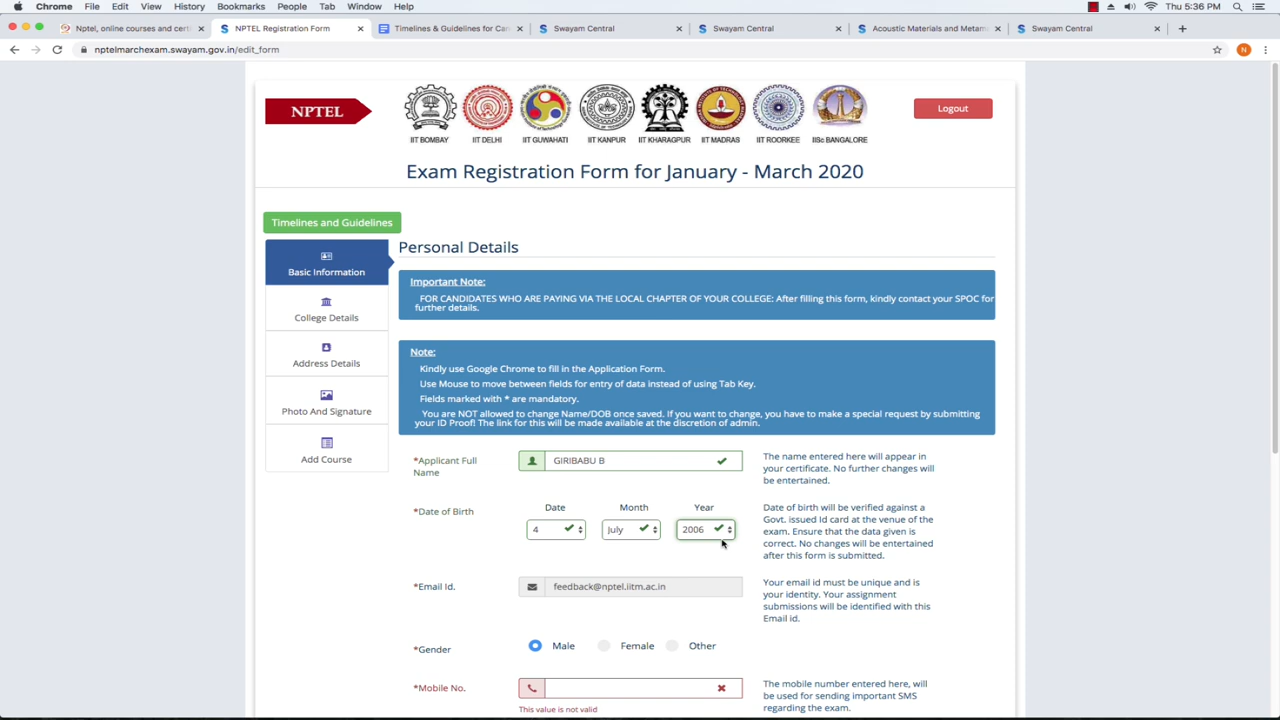 Chrome File Edit View History Bookmarks People Tab Window Help Thu 5:36 PM
Nptel, online courses and certi NPTEL Registration Form Timelines & Guidelines for Can Swayam Central Swayam Central Acoustic Materials and Metam Swayam Central
nptelmarchexam.swayam.gov.in/edit_form N
NPTEL
Logout
IIT BOMBAY IIT DELHI IIT GUWAHATI IIT KANPUR IIT KHARAGPUR IIT MADRAS IIT ROORKEE IISc BANGALORE
Exam Registration Form for January - March 2020
Timelines and Guidelines
Basic Information
College Details
Address Details
Photo And Signature
Add Course
Personal Details
Important Note:
FOR CANDIDATES WHO ARE PAYING VIA THE LOCAL CHAPTER OF YOUR COLLEGE: After filling this form, kindly contact your SPOC for
further details.
Note:
Kindly use Google Chrome to fill in the Application Form.
Use Mouse to move between fields for entry of data instead of using Tab Key.
Fields marked with * are mandatory.
You are NOT allowed to change Name/DOB once saved. If you want to change, you have to make a special request by submitting
your ID Proof! The link for this will be made available at the discretion of admin.
*Applicant Full
Name
GIRIBABU B
The name entered here will appear in
your certificate. No further changes will
be entertained.
*Date of Birth
Date Month Year
4 July 2006
Date of birth will be verified against a
Govt. issued Id card at the venue of the
exam. Ensure that the data given is
correct. No changes will be entertained
after this form is submitted.
*Email Id.
feedback@nptel.iitm.ac.in
Your email id must be unique and is
your identity. Your assignment
submissions will be identified with this
Email id.
*Gender
Male Female Other
*Mobile No.
This value is not valid
The mobile number entered here, will
be used for sending important SMS
regarding the exam.